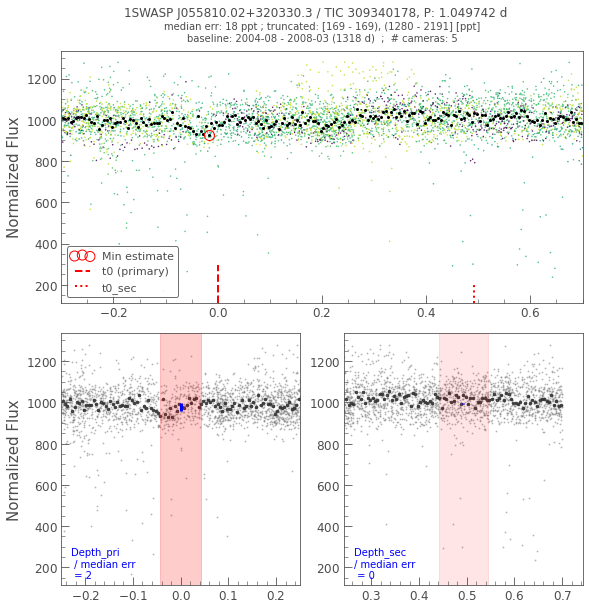 1SWASP J055810.02+320330.3 / TIC 309340178, P: 1.049742 d
median err: 18 ppt ; truncated: [169 - 169), (1280 - 2191] [ppt]
baseline: 2004-08 - 2008-03 (1318 d)  ;  # cameras: 5
Normalized Flux
1200
1000
800
600
400
200
Min estimate
t0 (primary)
t0_sec
−0.2 0.0 0.2 0.4 0.6
Normalized Flux
1200
1000
800
600
400
200
Depth_pri
/ median err
= 2
−0.2 −0.1 0.0 0.1 0.2
1200
1000
800
600
400
200
Depth_sec
/ median err
= 0
0.3 0.4 0.5 0.6 0.7